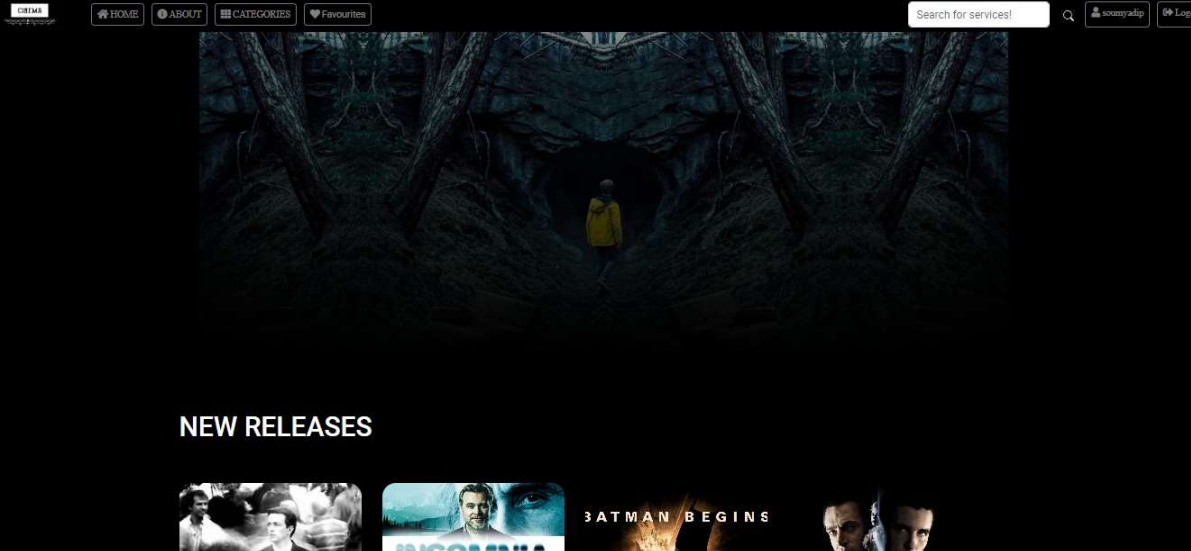 CINEMA
HOME
ABOUT
CATEGORIES
Favourites
Search for services!
soumyadip
Log
NEW RELEASES
INSOMNIA
BATMAN BEGINS